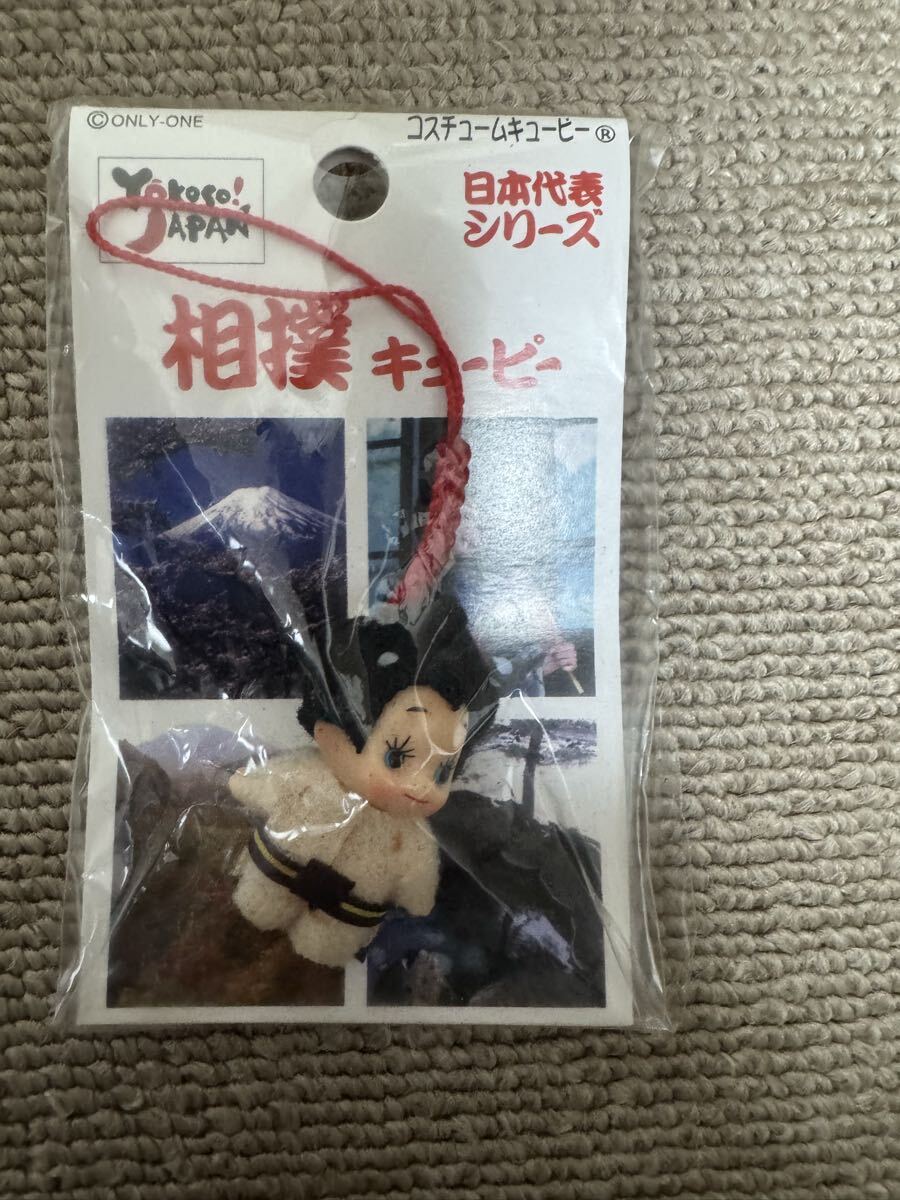 ©ONLY-ONE
コスチュームキューピー®
Yōkoso!
JAPAN
日本代表
シリーズ
相撲 キューピー